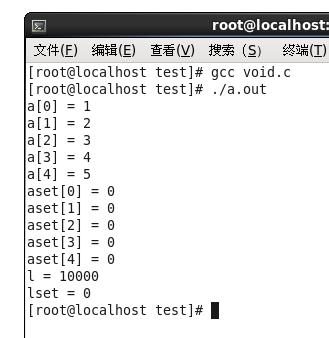 root@localhost:
文件(F) 编辑(E) 查看(V) 搜索（S） 终端(T)
[root@localhost test]# gcc void.c
[root@localhost test]# ./a.out
a[0] = 1
a[1] = 2
a[2] = 3
a[3] = 4
a[4] = 5
aset[0] = 0
aset[1] = 0
aset[2] = 0
aset[3] = 0
aset[4] = 0
l = 10000
lset = 0
[root@localhost test]#